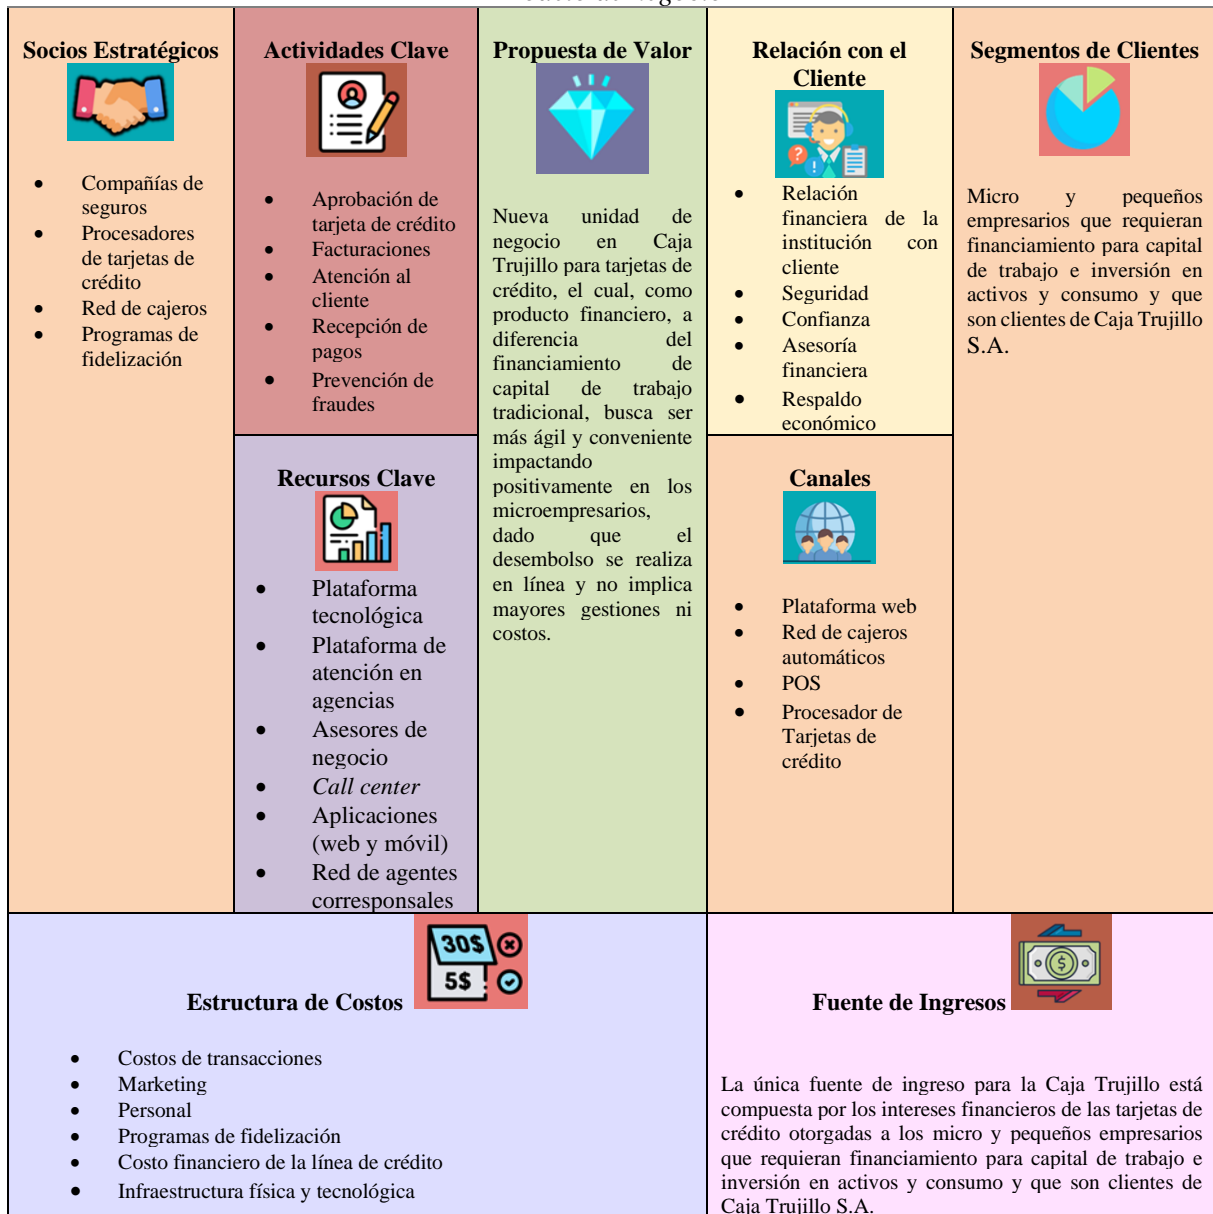 Socios Estratégicos
Compañías de
seguros
Procesadores
de tarjetas de
crédito
Red de cajeros
Programas de
fidelización
Actividades Clave
Aprobación de
tarjeta de crédito
Facturaciones
Atención al
cliente
Recepción de
pagos
Prevención de
fraudes
Recursos Clave
Plataforma
tecnológica
Plataforma de
atención en
agencias
Asesores de
negocio
Call center
Aplicaciones
(web y móvil)
Red de agentes
corresponsales
Propuesta de Valor
Nueva unidad de
negocio en Caja
Trujillo para tarjetas de
crédito, el cual, como
producto financiero, a
diferencia del
financiamiento de
capital de trabajo
tradicional, busca ser
más ágil y conveniente
impactando
positivamente en los
microempresarios,
dado que el
desembolso se realiza
en línea y no implica
mayores gestiones ni
costos.
Relación con el
Cliente
Relación
financiera de la
institución con
cliente
Seguridad
Confianza
Asesoría
financiera
Respaldo
económico
Canales
Plataforma web
Red de cajeros
automáticos
POS
Procesador de
Tarjetas de
crédito
Segmentos de Clientes
Micro y pequeños
empresarios que requieran
financiamiento para capital
de trabajo e inversión en
activos y consumo y que
son clientes de Caja Trujillo
S.A.
Estructura de Costos
30$
5$
Costos de transacciones
Marketing
Personal
Programas de fidelización
Costo financiero de la línea de crédito
Infraestructura física y tecnológica
Fuente de Ingresos
La única fuente de ingreso para la Caja Trujillo está
compuesta por los intereses financieros de las tarjetas de
crédito otorgadas a los micro y pequeños empresarios
que requieran financiamiento para capital de trabajo e
inversión en activos y consumo y que son clientes de
Caja Trujillo S.A.